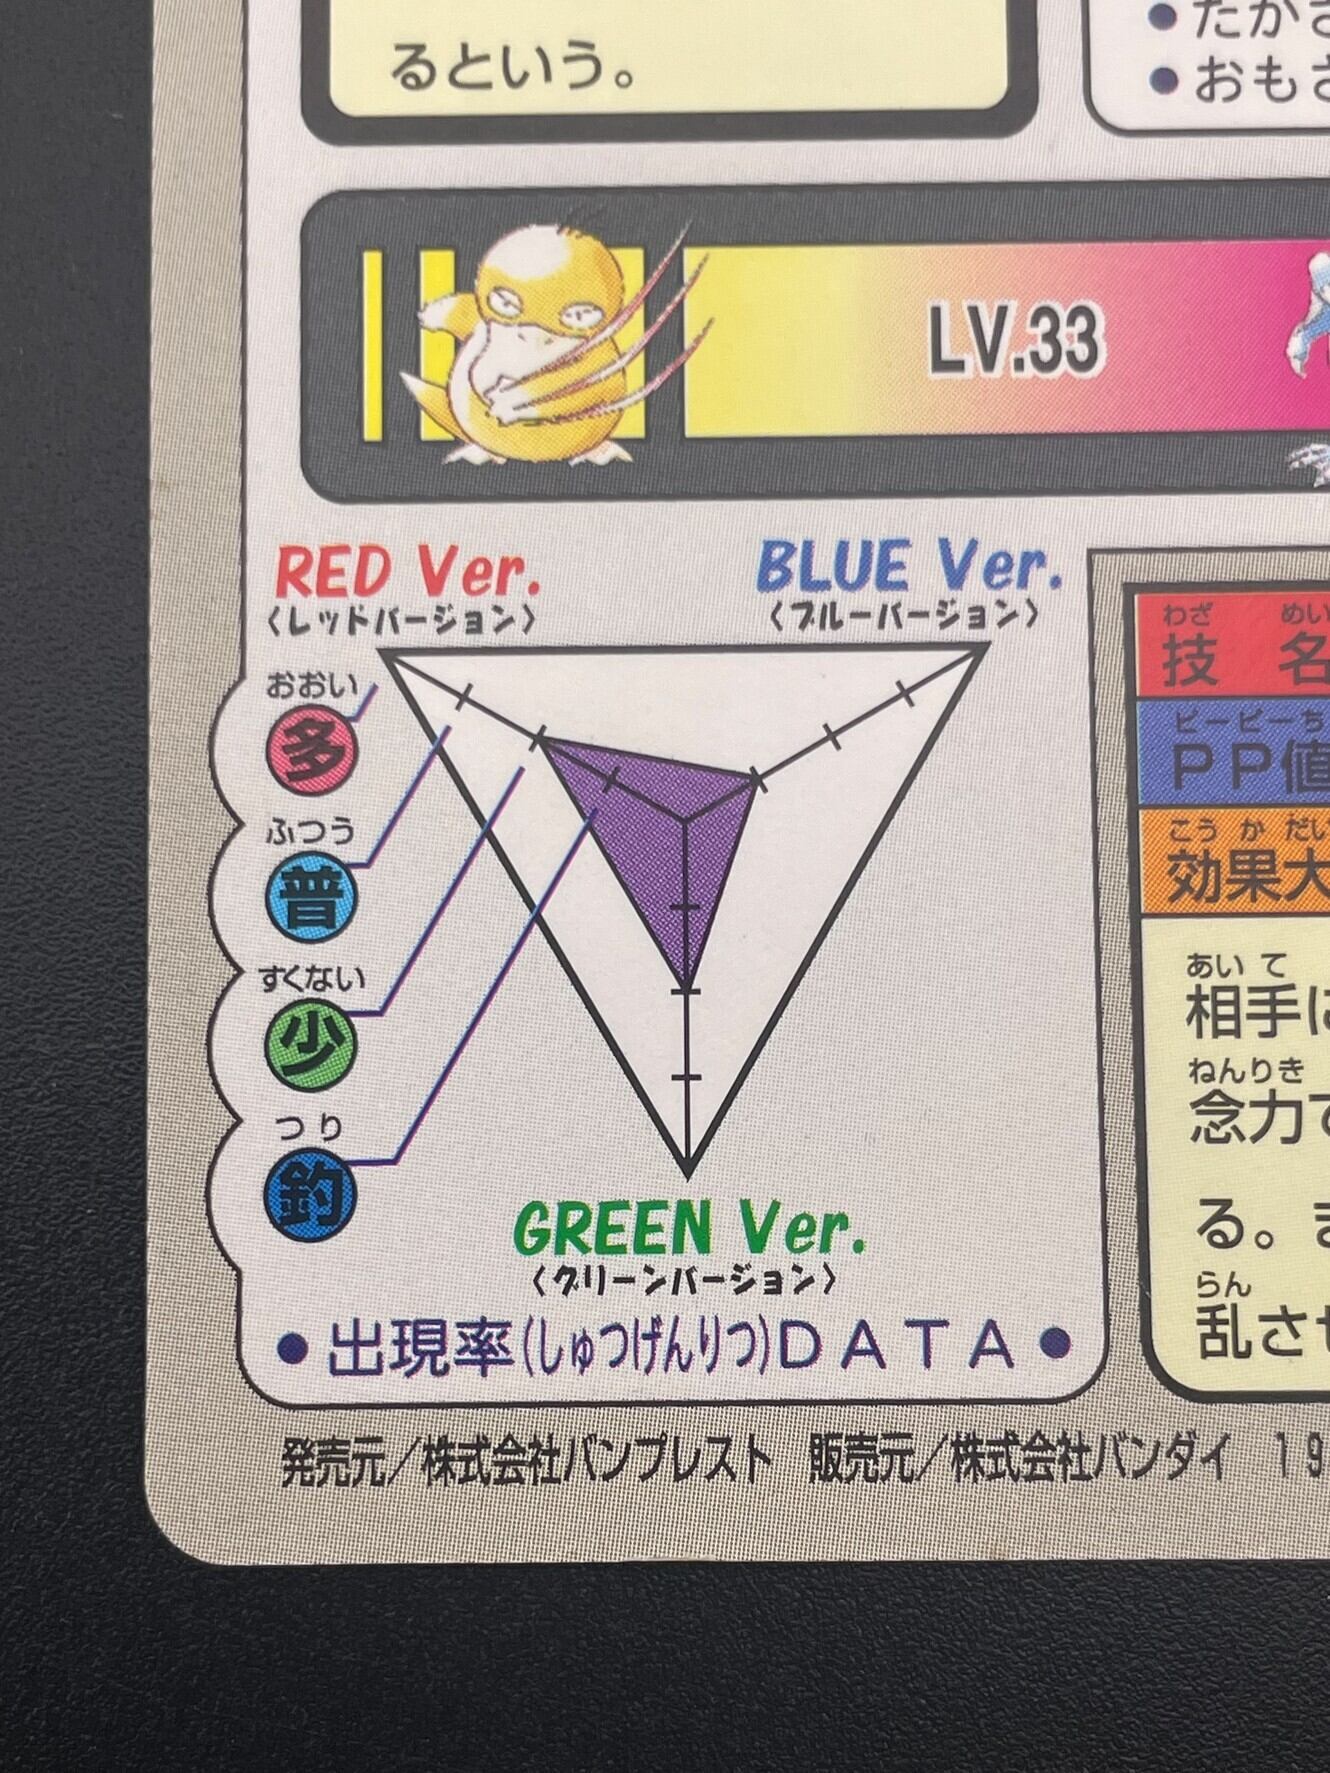 るという。
• たかさ
• おもさ
LV.33
RED Ver.
〈レッドバージョン〉
BLUE Ver.
〈ブルーバージョン〉
おおい
多
ふつう
普
すくない
少
つり
釣
GREEN Ver.
〈グリーンバージョン〉
● 出現率(しゅつげんりつ)DATA ●
わざ めい
技 名
ピーピーち
PP値
こうかだい
効果大
あいて
相手に
ねんりき
念力で
る。ま
らん
乱させ
発売元／株式会社バンプレスト 販売元／株式会社バンダイ 19